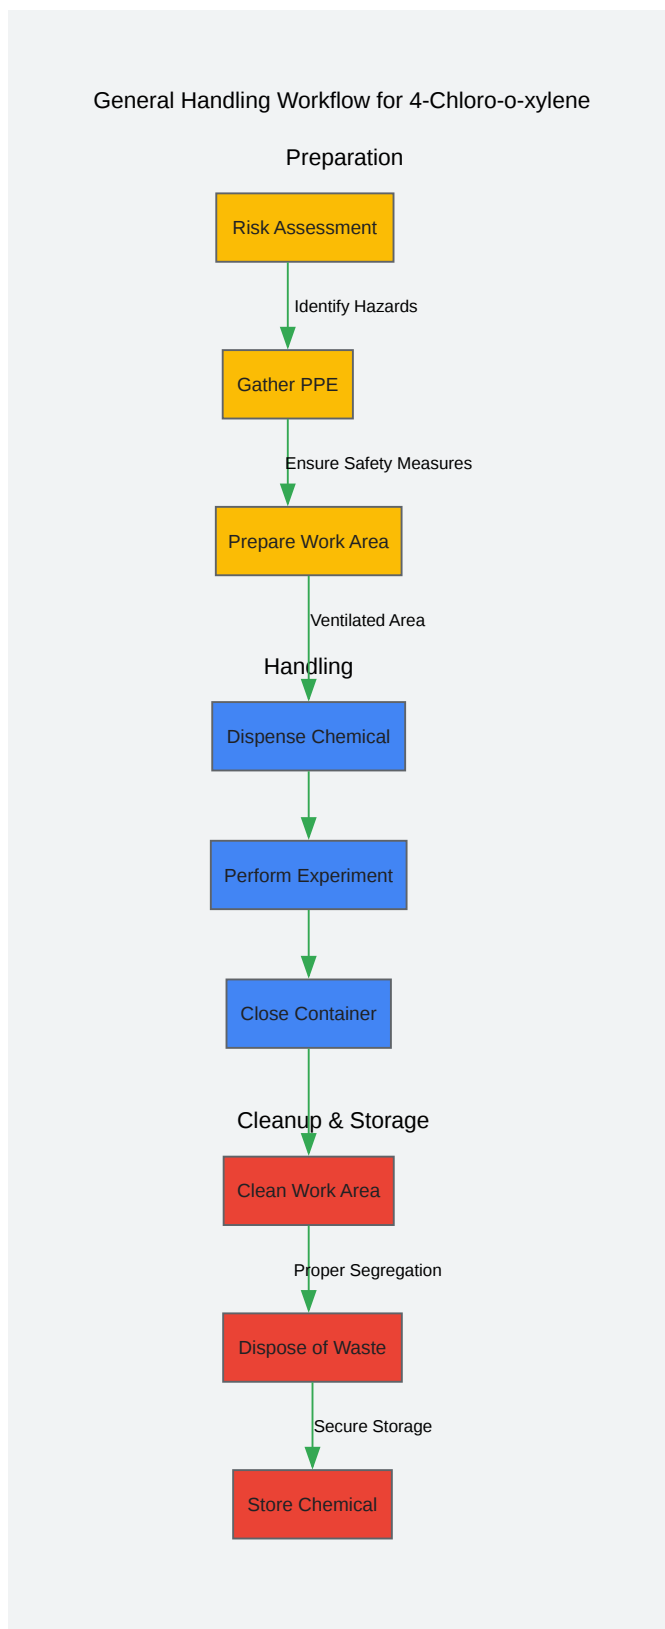 General Handling Workflow for 4-Chloro-o-xylene
Preparation
Risk Assessment
Identify Hazards
Gather PPE
Ensure Safety Measures
Prepare Work Area
Ventilated Area
Handling
Dispense Chemical
Perform Experiment
Close Container
Cleanup & Storage
Clean Work Area
Proper Segregation
Dispose of Waste
Secure Storage
Store Chemical